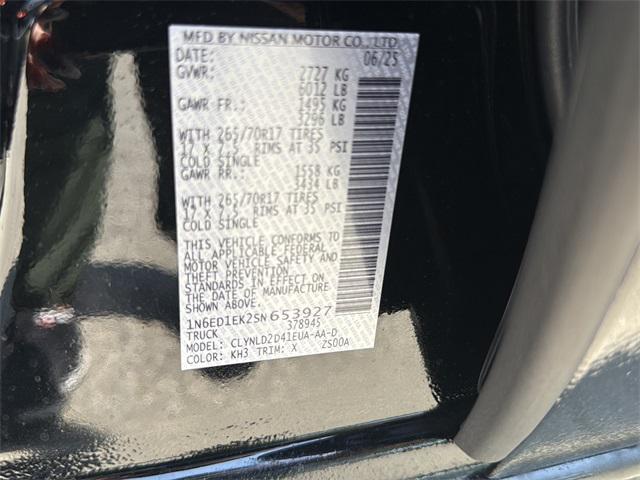 MFD BY NISSAN MOTOR CO., LTD
DATE: 06/25
GVWR: 2727 KG
6012 LB
GAWR FR.: 1495 KG
3296 LB
WITH 265/70R17 TIRES
17 X 7.5 RIMS AT 35 PSI
COLD SINGLE
GAWR RR.: 1558 KG
3434 LB
WITH 265/70R17 TIRES
17 X 7.5 RIMS AT 35 PSI
COLD SINGLE
THIS VEHICLE CONFORMS TO
ALL APPLICABLE FEDERAL
MOTOR VEHICLE SAFETY AND
THEFT PREVENTION
STANDARDS IN EFFECT ON
THE DATE OF MANUFACTURE
SHOWN ABOVE.
1N6ED1EK2SN653927
TRUCK 378945
MODEL: CLYNLD2D41EUA-AA-D
COLOR: KH3 TRIM: X ZS00A